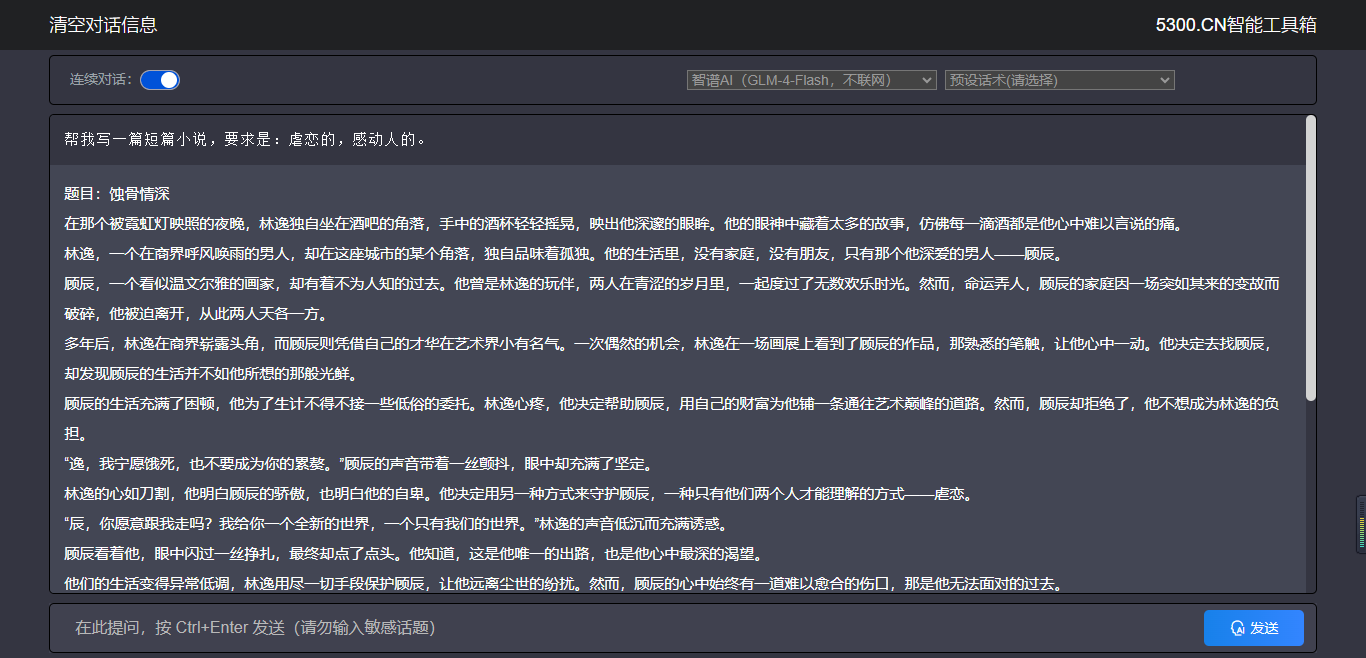 清空对话信息
5300.CN智能工具箱
连续对话：
智谱AI（GLM-4-Flash，不联网）
预设话术(请选择)
帮我写一篇短篇小说，要求是：虐恋的，感动人的。
题目：蚀骨情深
在那个被霓虹灯映照的夜晚，林逸独自坐在酒吧的角落，手中的酒杯轻轻摇晃，映出他深邃的眼眸。他的眼神中藏着太多的故事，仿佛每一滴酒都是他心中难以言说的痛。
林逸，一个在商界呼风唤雨的男人，却在这座城市的某个角落，独自品味着孤独。他的生活里，没有家庭，没有朋友，只有那个他深爱的男人——顾辰。
顾辰，一个看似温文尔雅的画家，却有着不为人知的过去。他曾是林逸的玩伴，两人在青涩的岁月里，一起度过了无数欢乐时光。然而，命运弄人，顾辰的家庭因一场突如其来的变故而
破碎，他被迫离开，从此两人天各一方。
多年后，林逸在商界崭露头角，而顾辰则凭借自己的才华在艺术界小有名气。一次偶然的机会，林逸在一场画展上看到了顾辰的作品，那熟悉的笔触，让他心中一动。他决定去找顾辰，
却发现顾辰的生活并不如他所想的那般光鲜。
顾辰的生活充满了困顿，他为了生计不得不接一些低俗的委托。林逸心疼，他决定帮助顾辰，用自己的财富为他铺一条通往艺术巅峰的道路。然而，顾辰却拒绝了，他不想成为林逸的负
担。
“逸，我宁愿饿死，也不要成为你的累赘。”顾辰的声音带着一丝颤抖，眼中却充满了坚定。
林逸的心如刀割，他明白顾辰的骄傲，也明白他的自卑。他决定用另一种方式来守护顾辰，一种只有他们两个人才能理解的方式——虐恋。
“辰，你愿意跟我走吗？我给你一个全新的世界，一个只有我们的世界。”林逸的声音低沉而充满诱惑。
顾辰看着他，眼中闪过一丝挣扎，最终却点了点头。他知道，这是他唯一的出路，也是他心中最深的渴望。
他们的生活变得异常低调，林逸用尽一切手段保护顾辰，让他远离尘世的纷扰。然而，顾辰的心中始终有一道难以愈合的伤口，那是他无法面对的过去。
在此提问，按 Ctrl+Enter 发送（请勿输入敏感话题）
发送